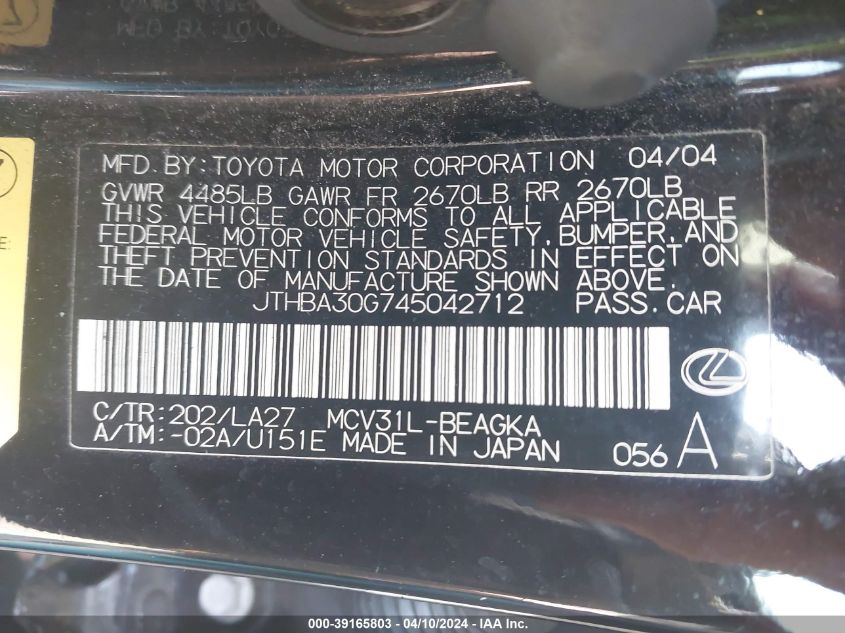 MFD BY: TOYOTA
MFD. BY: TOYOTA MOTOR CORPORATION 04/04
GVWR 4485LB GAWR FR 2670LB RR 2670LB
THIS VEHICLE CONFORMS TO ALL APPLICABLE
FEDERAL MOTOR VEHICLE SAFETY, BUMPER, AND
THEFT PREVENTION STANDARDS IN EFFECT ON
THE DATE OF MANUFACTURE SHOWN ABOVE.
JTHBA30G745042712 PASS. CAR
C/TR: 202/LA27 MCV31L-BEAGKA
A/TM: -02A/U151E MADE IN JAPAN
056 A
E:
000-39165803 - 04/10/2024 - IAA Inc.